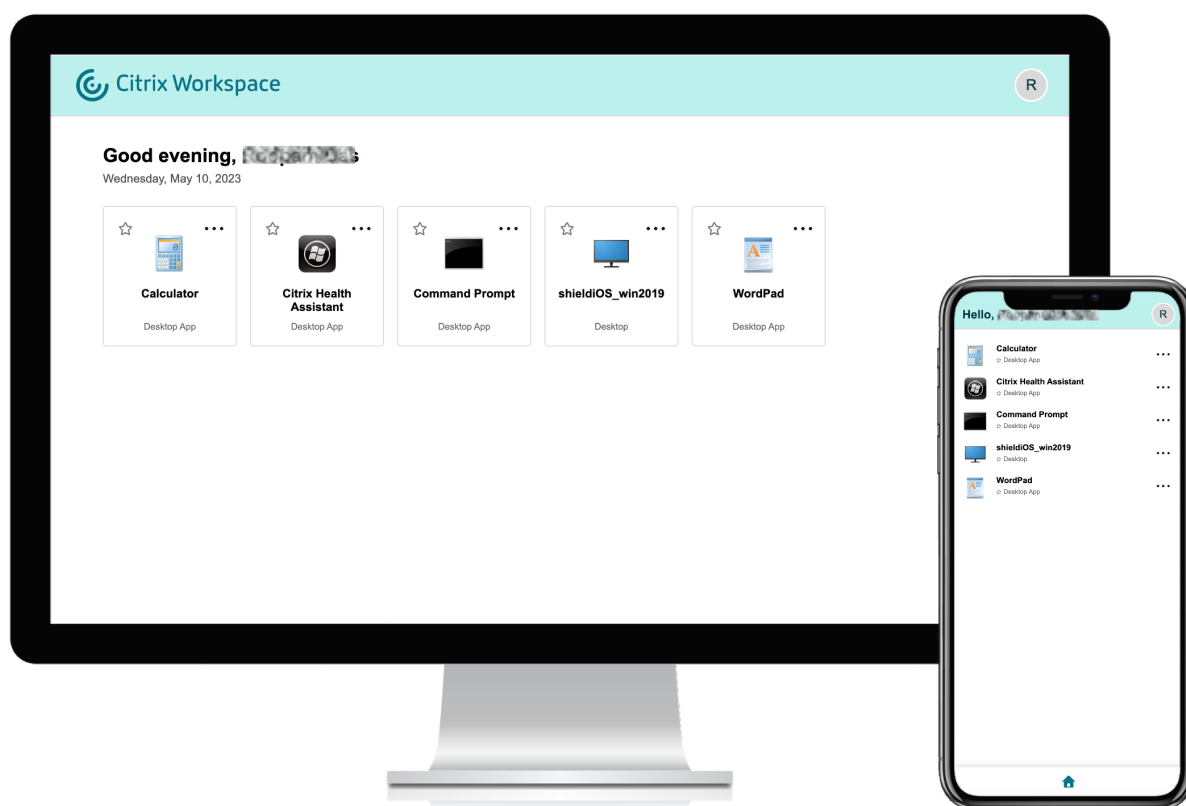 Citrix Workspace
R
Good evening,
Wednesday, May 10, 2023
Calculator
Desktop App
Citrix Health
Assistant
Desktop App
Command Prompt
Desktop App
shieldiOS_win2019
Desktop
WordPad
Desktop App
Hello,
R
Calculator
☆ Desktop App
Citrix Health Assistant
☆ Desktop App
Command Prompt
☆ Desktop App
shieldiOS_win2019
☆ Desktop
WordPad
☆ Desktop App